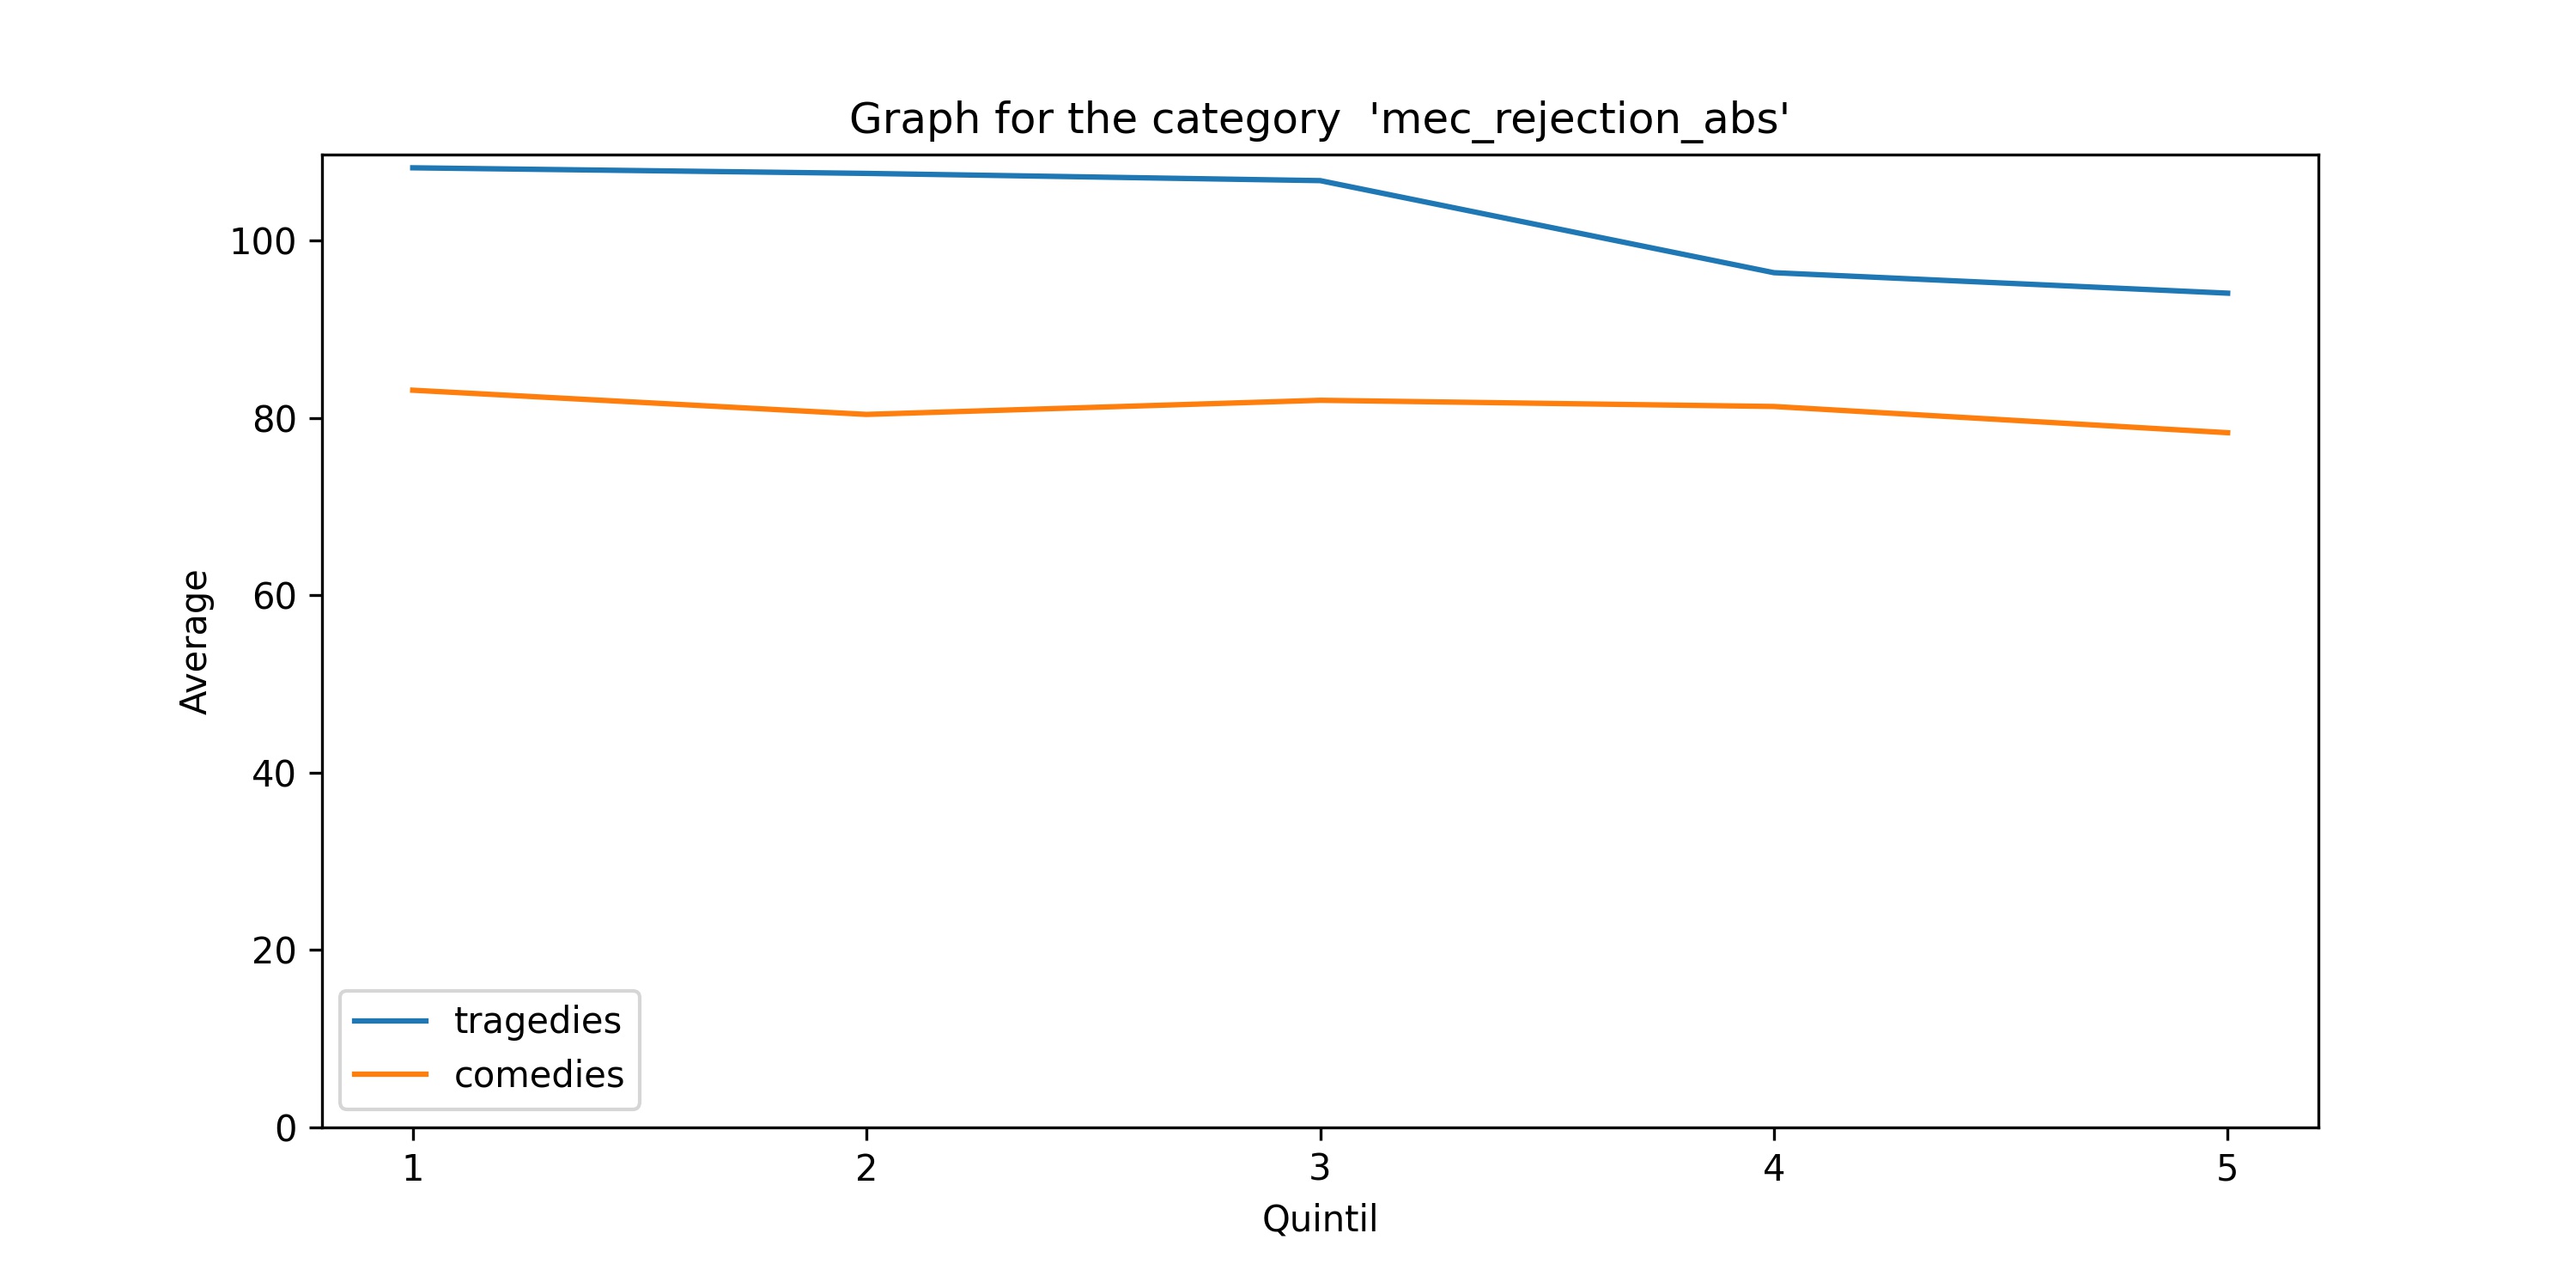 Graph for the category  'mec_rejection_abs'
100
80
60
40
20
0
Average
tragedies
comedies
1 2 3 4 5
Quintil